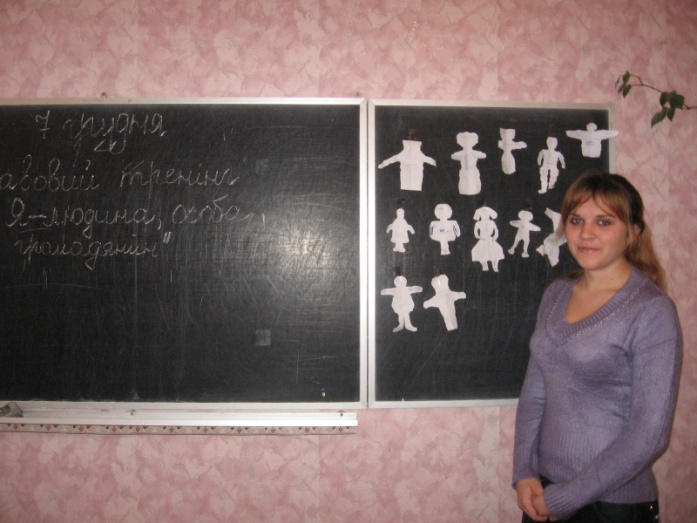 7 грудня
авовий тренінг
Я-людина, особа,
громадянин"